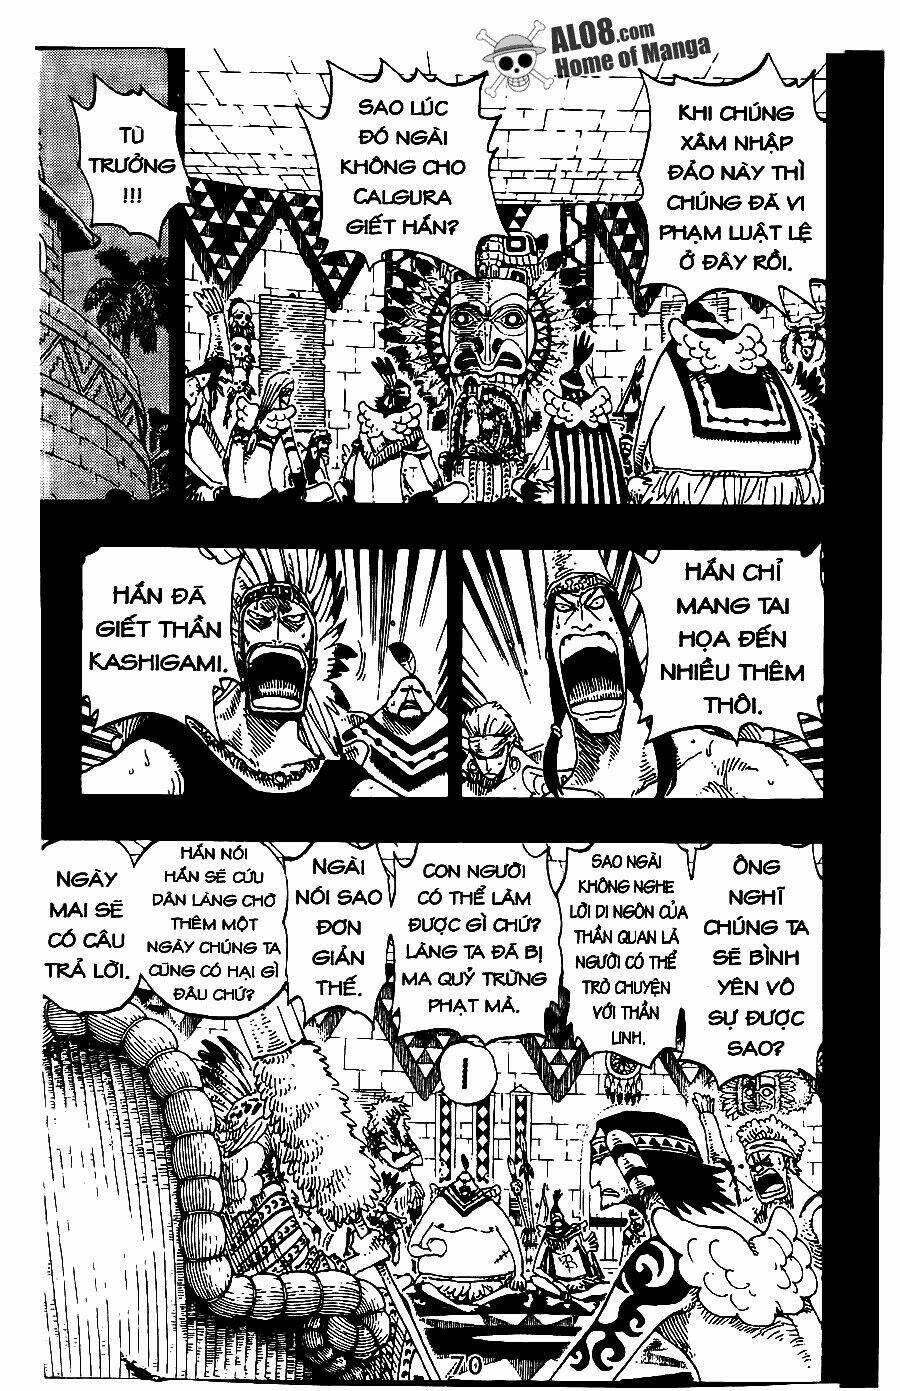 AL08.com
Home of Manga
KHI CHÚNG
XÂM NHẬP
ĐẢO NÀY THÌ
CHÚNG ĐÃ VI
PHẠM LUẬT LỆ
Ở ĐÂY RỒI.
SAO LÚC
ĐÓ NGÀI
KHÔNG CHO
CALGURA
GIẾT HẮN?
TÙ
TRƯỞNG
!!!
HẮN CHỈ
MANG TAI
HỌA ĐẾN
NHIỀU THÊM
THÔI.
HẮN ĐÃ
GIẾT THẦN
KASHIGAMI.
ÔNG
NGHĨ
CHÚNG TA
SẼ BÌNH
YÊN VÔ
SỰ ĐƯỢC
SAO?
SAO NGÀI
KHÔNG NGHE
LỜI DI NGÔN CỦA
THẦN QUAN LÀ
NGƯỜI CÓ THỂ
TRÒ CHUYỆN
VỚI THẦN
LINH.
CON NGƯỜI
CÓ THỂ LÀM
ĐƯỢC GÌ CHỨ?
LÀNG TA ĐÃ BỊ
MA QUỶ TRỪNG
PHẠT MÀ.
NGÀI
NÓI SAO
ĐƠN
GIẢN
THẾ.
HẮN NÓI
HẮN SẼ CỨU
DÂN LÀNG CHỜ
THÊM MỘT
NGÀY CHÚNG TA
CŨNG CÓ HẠI GÌ
ĐÂU CHỨ?
NGÀY
MAI SẼ
CÓ CÂU
TRẢ LỜI.
70